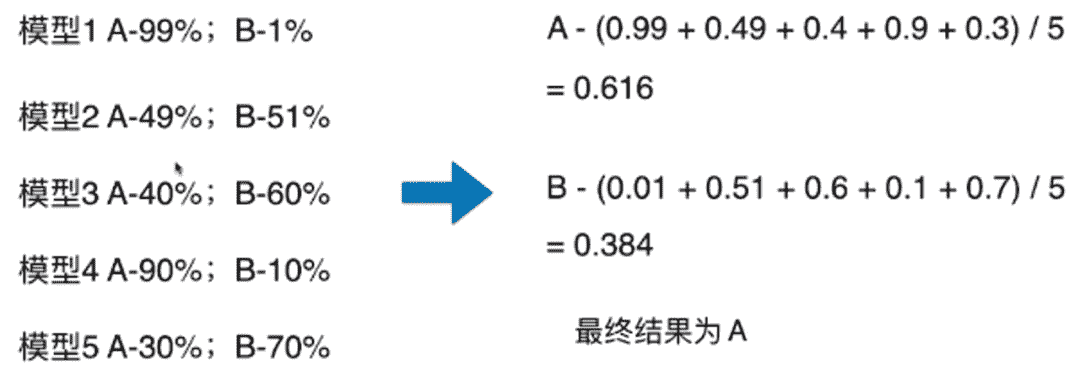 模型1 A-99%；B-1%
模型2 A-49%；B-51%
模型3 A-40%；B-60%
模型4 A-90%；B-10%
模型5 A-30%；B-70%
A - (0.99 + 0.49 + 0.4 + 0.9 + 0.3) / 5
= 0.616
B - (0.01 + 0.51 + 0.6 + 0.1 + 0.7) / 5
= 0.384
最终结果为 A